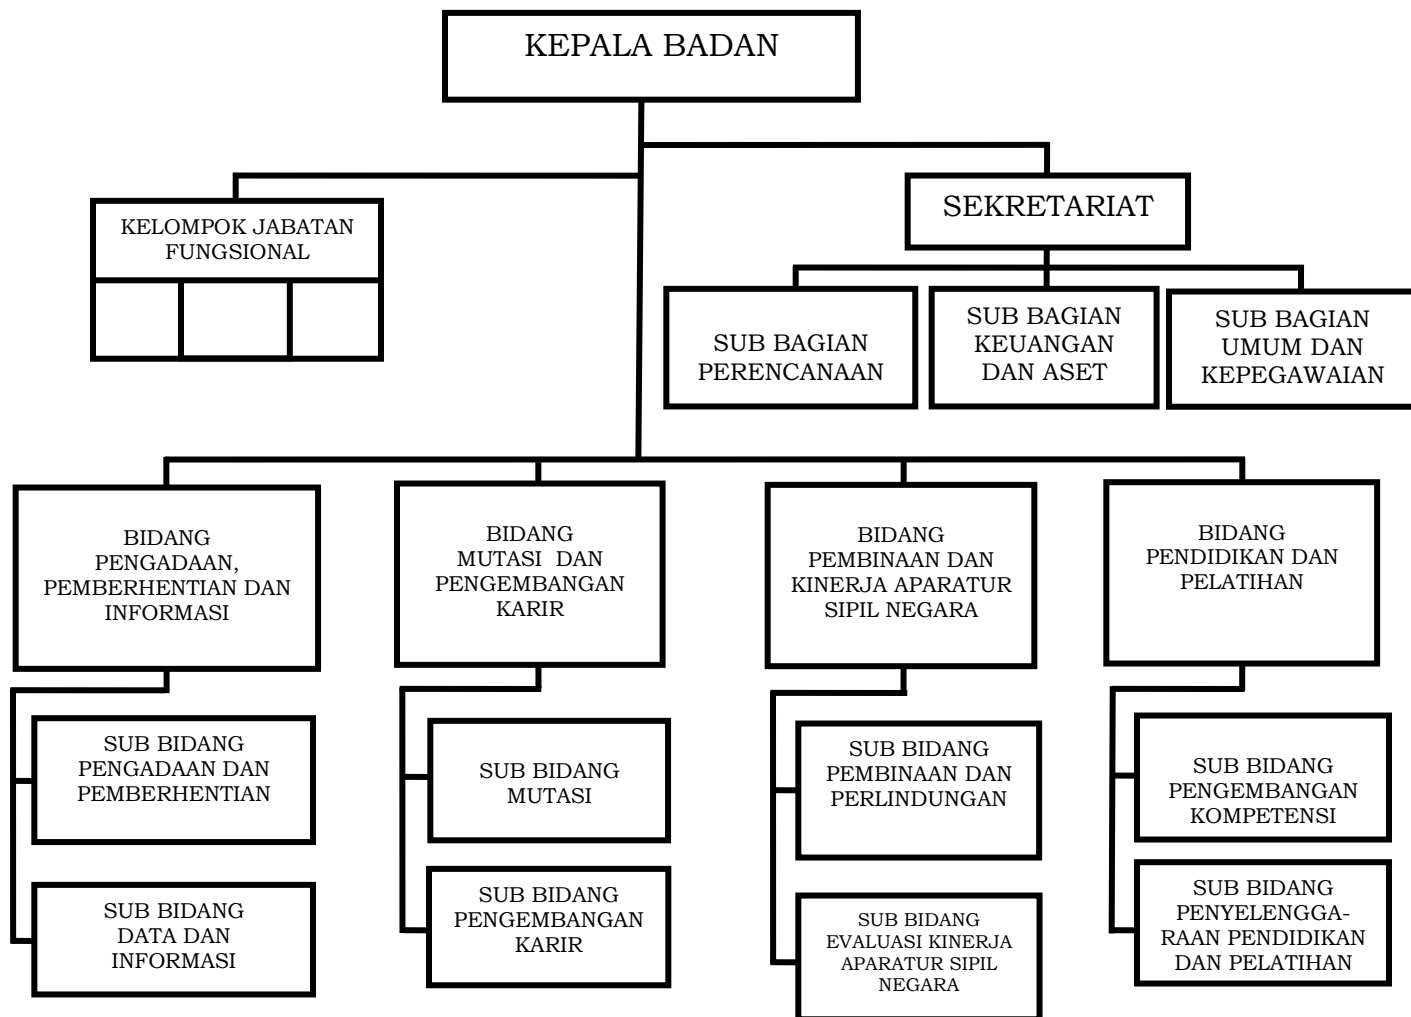 KEPALA BADAN
KELOMPOK JABATAN
FUNGSIONAL
SEKRETARIAT
SUB BAGIAN
PERENCANAAN
SUB BAGIAN
KEUANGAN
DAN ASET
SUB BAGIAN
UMUM DAN
KEPEGAWAIAN
BIDANG
PENGADAAN,
PEMBERHENTIAN DAN
INFORMASI
BIDANG
MUTASI DAN
PENGEMBANGAN
KARIR
BIDANG
PEMBINAAN DAN
KINERJA APARATUR
SIPIL NEGARA
BIDANG
PENDIDIKAN DAN
PELATIHAN
SUB BIDANG
PENGADAAN DAN
PEMBERHENTIAN
SUB BIDANG
MUTASI
SUB BIDANG
PEMBINAAN DAN
PERLINDUNGAN
SUB BIDANG
PENGEMBANGAN
KOMPETENSI
SUB BIDANG
DATA DAN
INFORMASI
SUB BIDANG
PENGEMBANGAN
KARIR
SUB BIDANG
EVALUASI KINERJA
APARATUR SIPIL
NEGARA
SUB BIDANG
PENYELENGGA-
RAAN PENDIDIKAN
DAN PELATIHAN